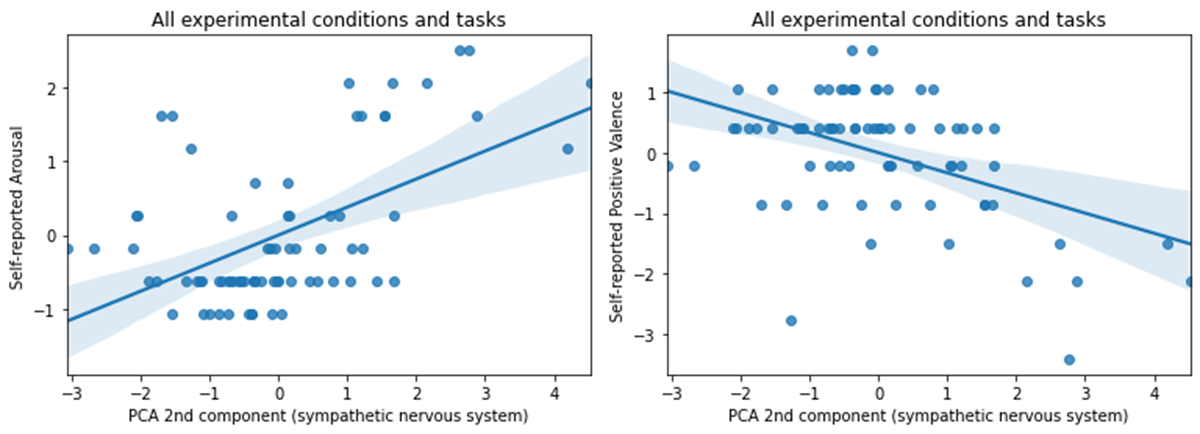 All experimental conditions and tasks
Self-reported Arousal
2
1
0
−1
−3 −2 −1 0 1 2 3 4
PCA 2nd component (sympathetic nervous system)
All experimental conditions and tasks
Self-reported Positive Valence
1
0
−1
−2
−3
−3 −2 −1 0 1 2 3 4
PCA 2nd component (sympathetic nervous system)